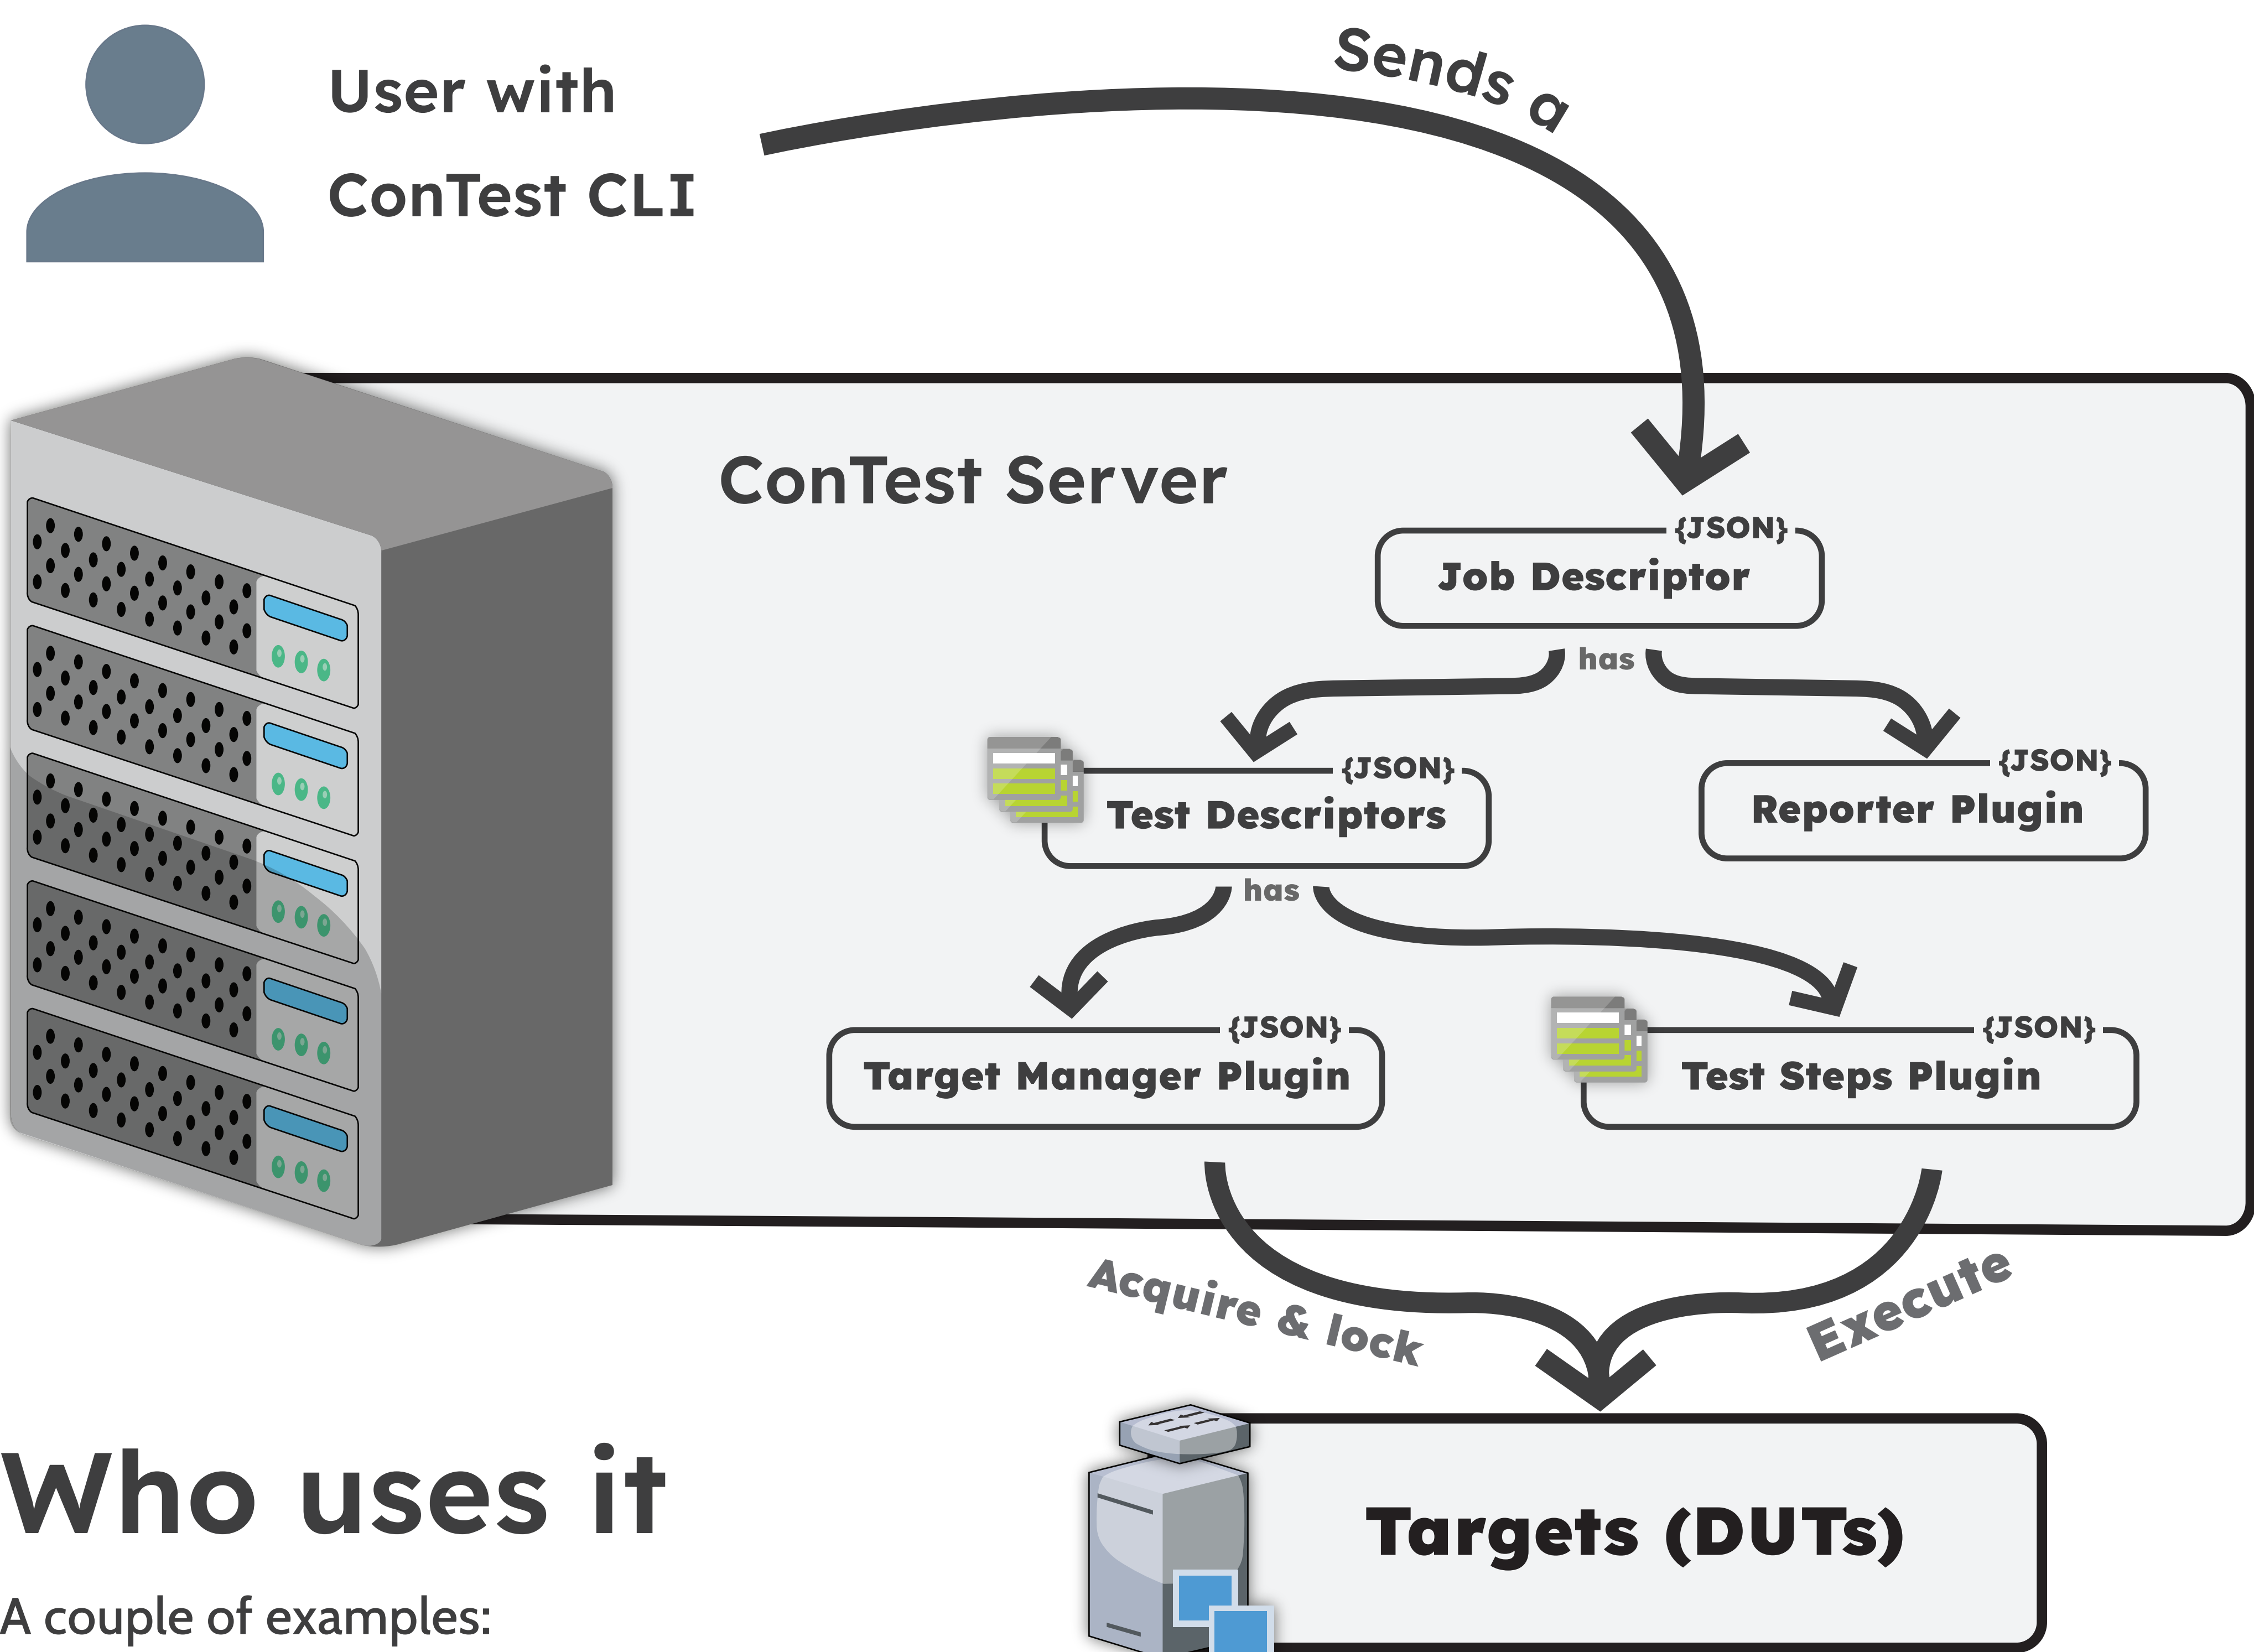 User with
ConTest CLI
Sends a
ConTest Server
{JSON}
Job Descriptor
has
{JSON}
Test Descriptors
{JSON}
Reporter Plugin
has
{JSON}
Target Manager Plugin
{JSON}
Test Steps Plugin
Acquire & lock
Execute
Who uses it
A couple of examples:
Targets (DUTs)